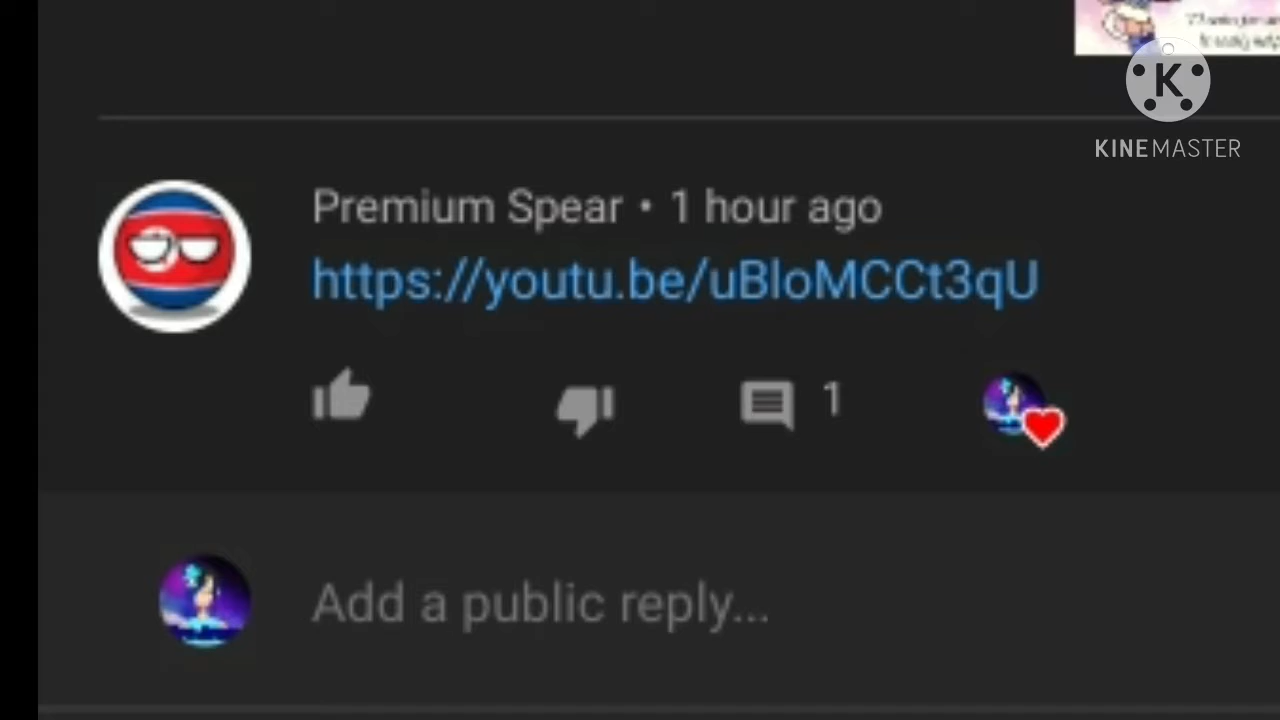 KINEMASTER
Premium Spear • 1 hour ago
https://youtu.be/uBloMCCt3qU
1
Add a public reply...